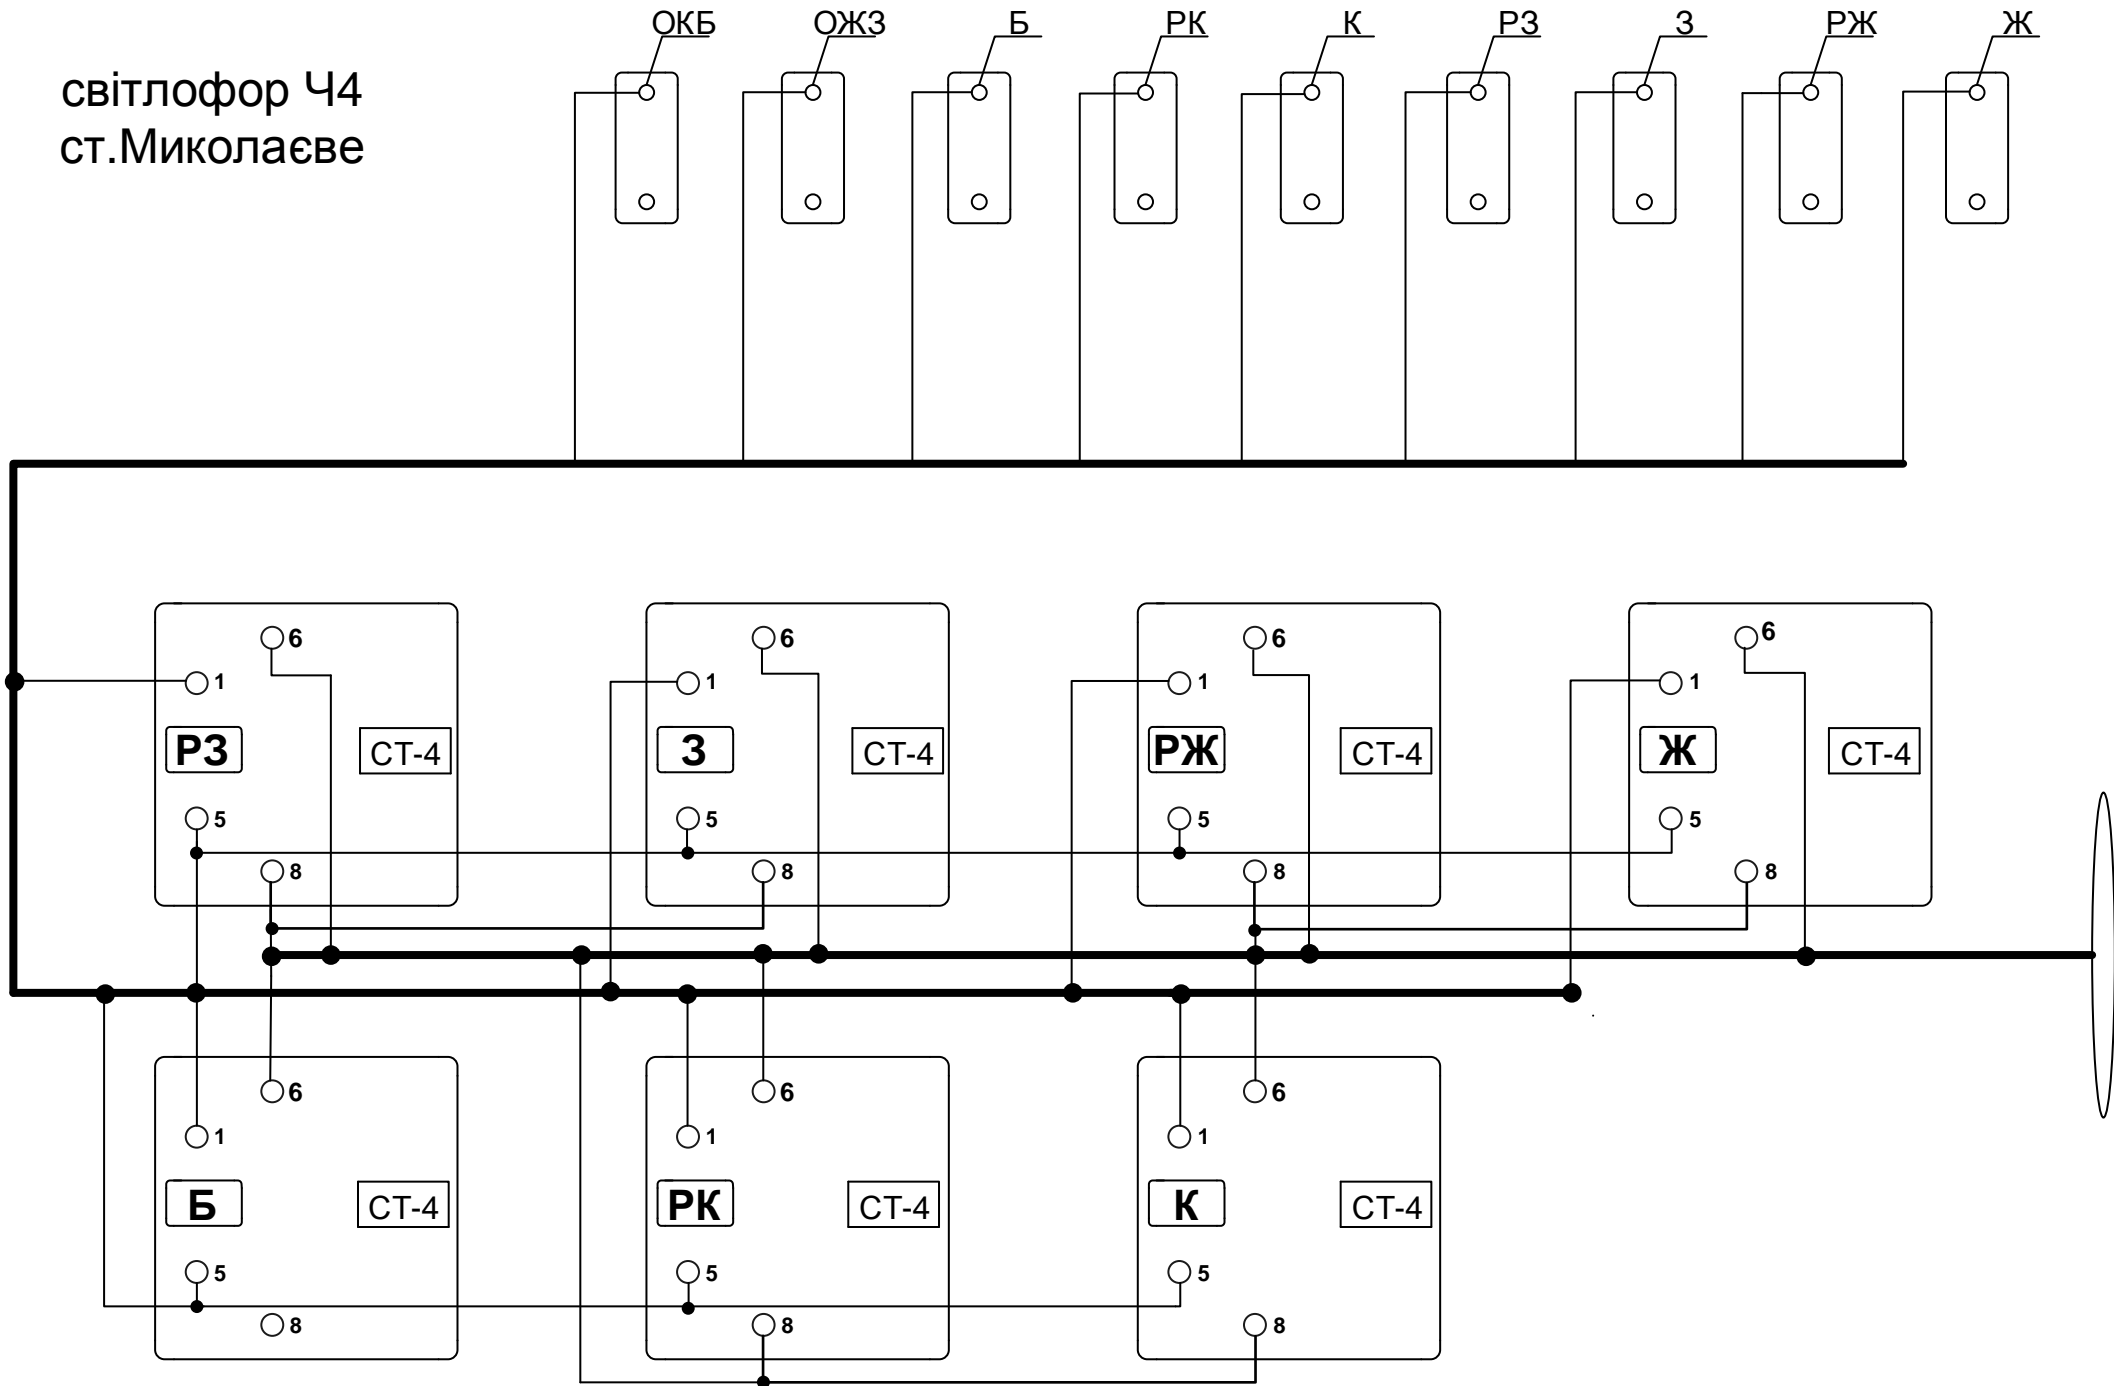 ОКБ ОЖЗ Б РК К РЗ З РЖ Ж
світлофор Ч4
ст.Миколаєве
6 6 6 6
1 1 1 1
РЗ СТ-4 З СТ-4 РЖ СТ-4 Ж СТ-4
5 5 5 5
8 8 8 8
6 6 6
1 1 1
Б СТ-4 РК СТ-4 К СТ-4
5 5 5
8 8 8